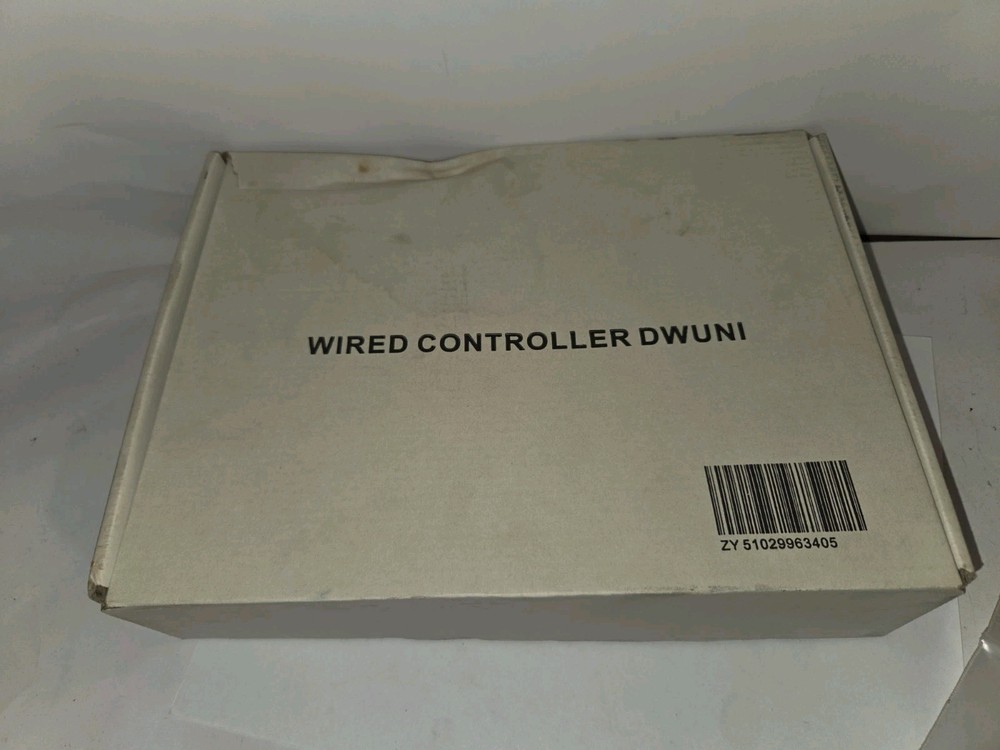 WIRED CONTROLLER DWUNI
ZY 51029963405